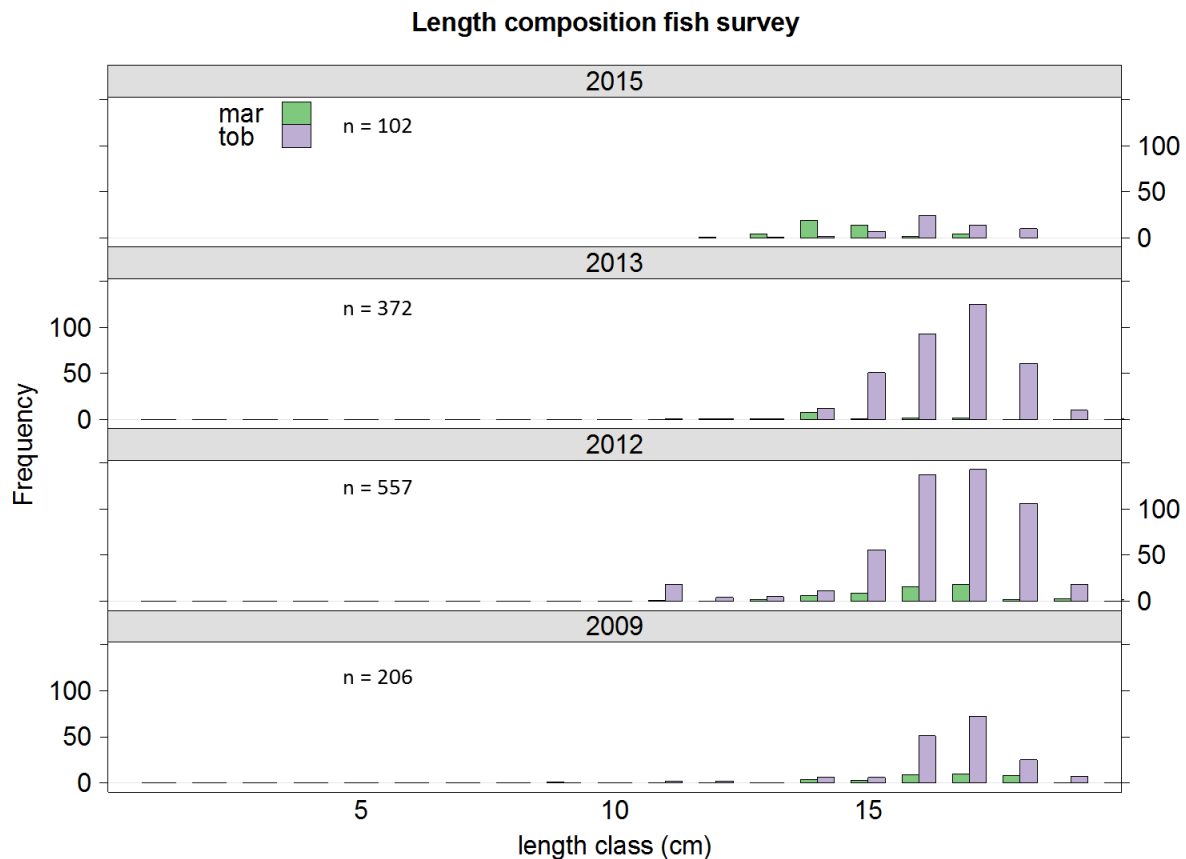 Length composition fish survey
2015
mar
tob
n = 102
100
50
0
2013
n = 372
100
50
0
2012
n = 557
100
50
0
2009
n = 206
100
50
0
Frequency
5 10 15
length class (cm)